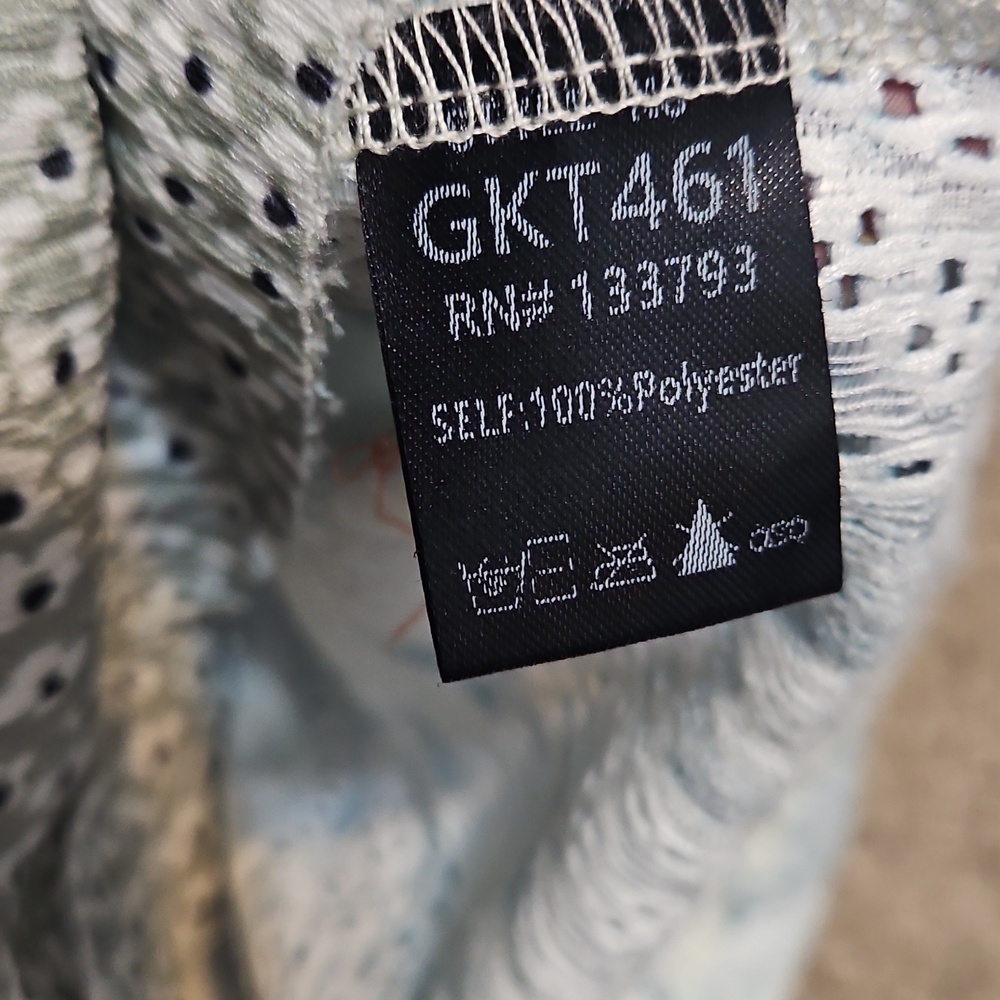 GKT461
RN# 133793
SELF:100%Polyester